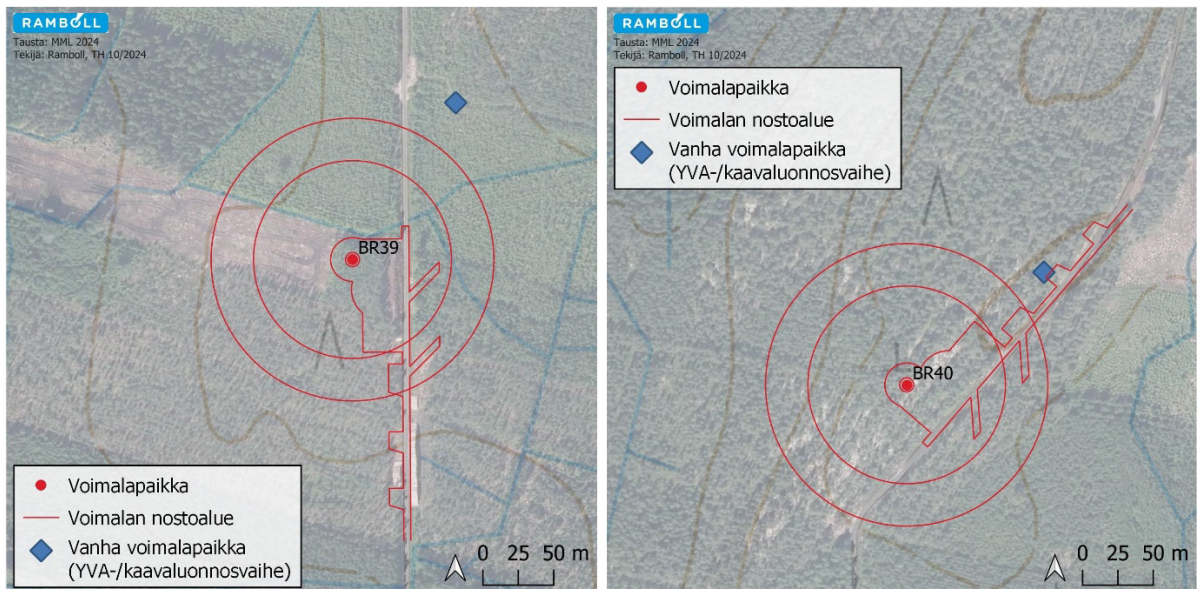 RAMBOLL
Tausta: MML 2024
Tekijä: Ramboll, TH 10/2024
BR39
Voimalapaikka
Voimalan nostoalue
Vanha voimalapaikka
(YVA-/kaavaluonnosvaihe)
0 25 50 m
RAMBOLL
Tausta: MML 2024
Tekijä: Ramboll, TH 10/2024
Voimalapaikka
Voimalan nostoalue
Vanha voimalapaikka
(YVA-/kaavaluonnosvaihe)
BR40
0 25 50 m